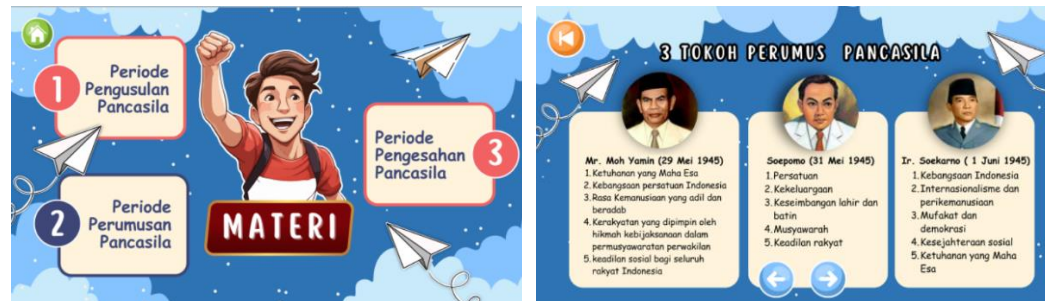 1
Periode
Pengusulan
Pancasila
2
Periode
Perumusan
Pancasila
Periode
Pengesahan
Pancasila
3
MATERI
3 TOKOH PERUMUS PANCASILA
Mr. Moh Yamin (29 Mei 1945)
1. Ketuhanan yang Maha Esa
2. Kebangsaan persatuan Indonesia
3. Rasa Kemanusiaan yang adil dan
beradab
4. Kerakyatan yang dipimpin oleh
hikmah kebijaksanaan dalam
permusyawaratan perwakilan
5. keadilan sosial bagi seluruh
rakyat Indonesia
Soepomo (31 Mei 1945)
1. Persatuan
2. Kekeluargaan
3. Keseimbangan lahir dan
batin
4. Musyawarah
5. Keadilan rakyat
Ir. Soekarno ( 1 Juni 1945)
1. Kebangsaan Indonesia
2. Internasionalisme dan
perikemanusiaan
3. Mufakat dan
demokrasi
4. Kesejahteraan sosial
5. Ketuhanan yang Maha
Esa